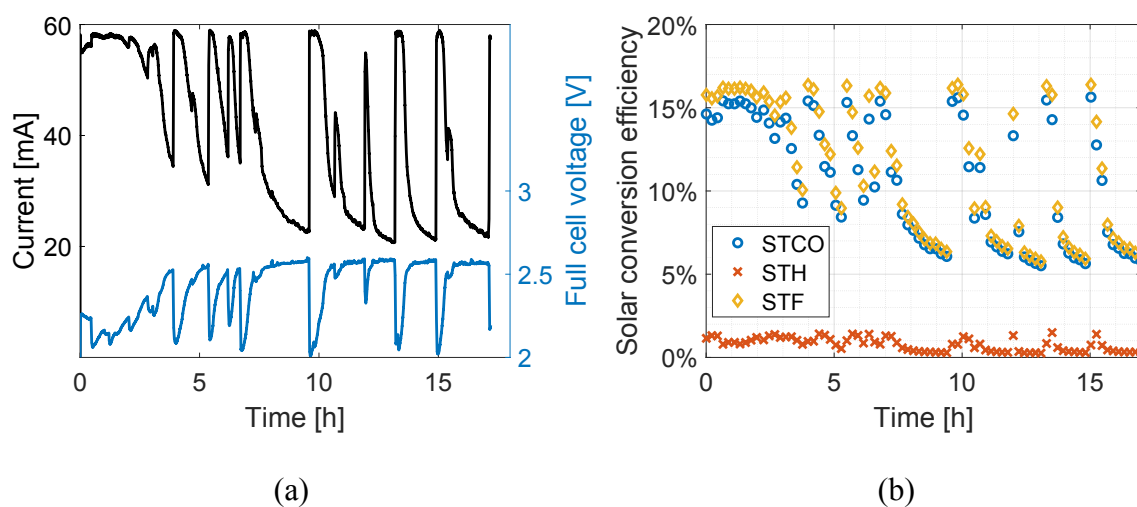 60
40
20
Current [mA]
3
2.5
2
Full cell voltage [V]
0
5
10
15
Time [h]
(a)
20%
15%
10%
5%
0%
Solar conversion efficiency
STCO
STH
STF
0
5
10
15
Time [h]
(b)